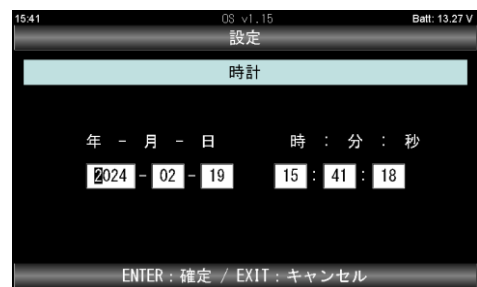 15:41 OS v1.15 Batt: 13.27 V
設定
時計
年 - 月 - 日 時 : 分 : 秒
2024 - 02 - 19 15 : 41 : 18
ENTER：確定 / EXIT：キャンセル